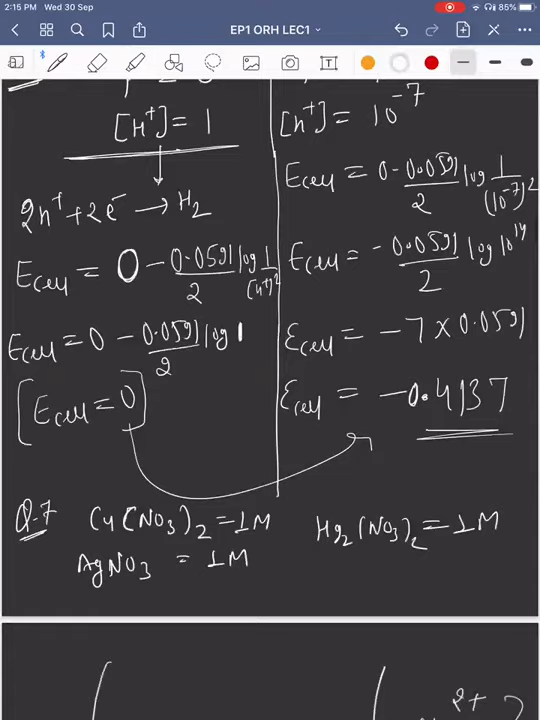 2:15 PM Wed 30 Sep
85%
EP1 ORH LEC1
[H⁺] = 1
2h⁺ + 2e⁻ → H₂
Ecell = 0 - 0.0591/2 log 1/[h⁺]²
Ecell = 0 - 0.0591/2 log 1
[Ecell = 0]
[h⁺] = 10⁻⁷
Ecell = 0 - 0.0591/2 log 1/(10⁻⁷)²
Ecell = -0.0591/2 log 10¹⁴
Ecell = -7 × 0.0591
Ecell = -0.4137
Q-7 Cu(NO3)2 = 1M Hg2(NO3)2 = 1M
AgNO3 = 1M
2+